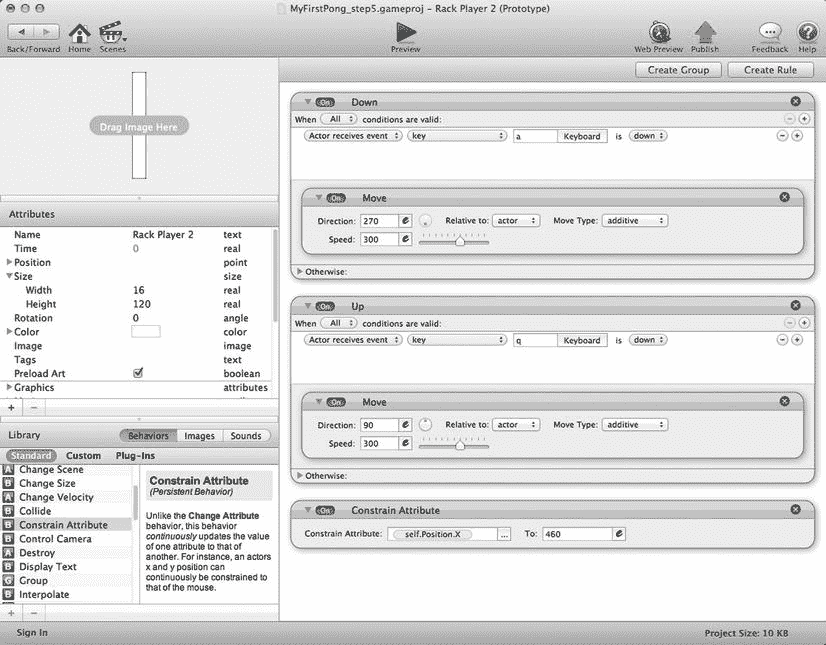 MyFirstPong_step5.gameproj – Rack Player 2 (Prototype)
Back/Forward Home Scenes Preview Web Preview Publish Feedback Help
Create Group Create Rule
Drag Image Here
Attributes
Name Rack Player 2 text
Time 0 real
Position point
Size size
Width 16 real
Height 120 real
Rotation 0 angle
Color color
Image image
Tags text
Preload Art boolean
Graphics attributes
+ −
Library Behaviors Images Sounds
Standard Custom Plug-Ins
A Change Scene
B Change Size
A Change Velocity
B Collide
B Constrain Attribute
B Control Camera
A Destroy
B Display Text
G Group
B Interpolate
Constrain Attribute
(Persistent Behavior)
Unlike the Change Attribute
behavior, this behavior
continuously updates the value
of one attribute to that of
another. For instance, an actors
x and y position can
continuously be constrained to
that of the mouse.
+ −
On Down
When All conditions are valid:
Actor receives event key a Keyboard is down
On Move
Direction: 270 Relative to: actor Move Type: additive
Speed: 300
Otherwise:
On Up
When All conditions are valid:
Actor receives event key q Keyboard is down
On Move
Direction: 90 Relative to: actor Move Type: additive
Speed: 300
Otherwise:
On Constrain Attribute
Constrain Attribute: self.Position.X ... To: 460
Sign In Project Size: 10 KB